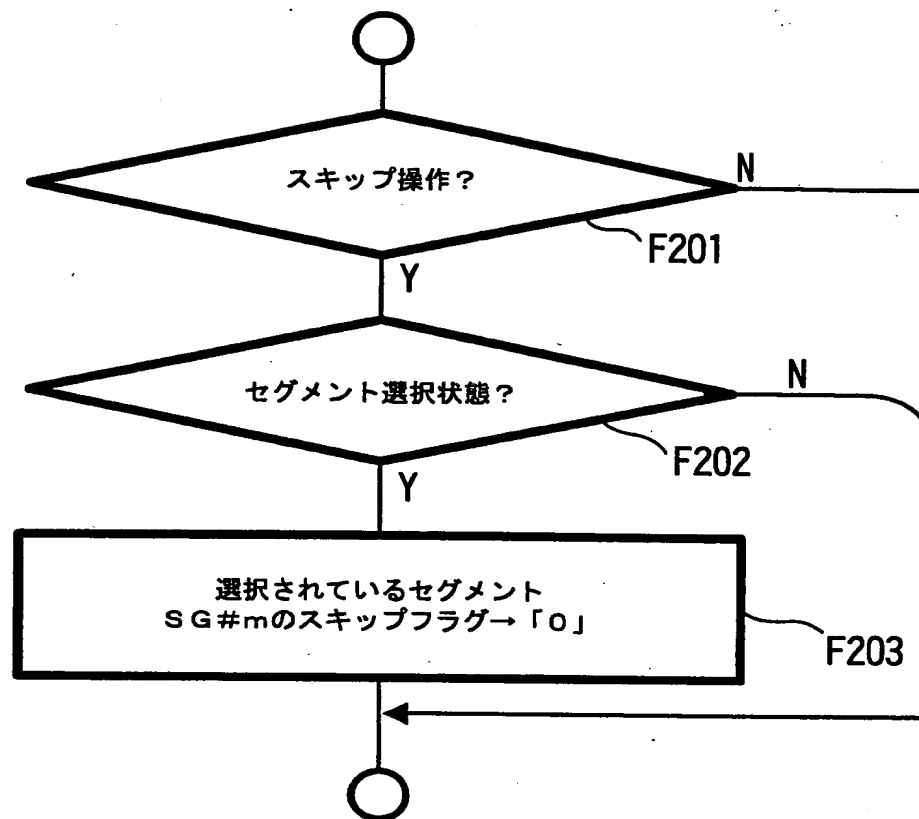 スキップ操作?
N
F201
Y
セグメント選択状態?
N
F202
Y
選択されているセグメント
SG#mのスキップフラグ→「0」
F203